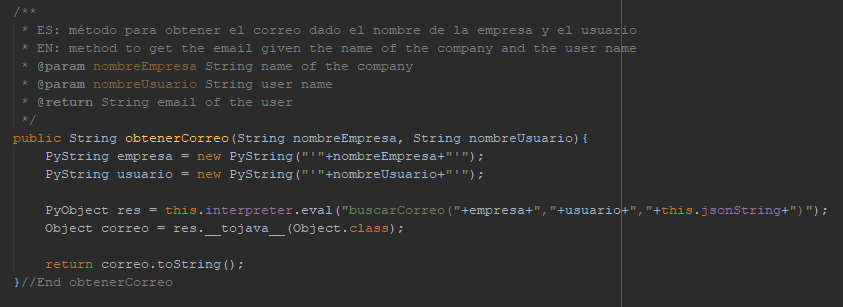 /**
 * ES: método para obtener el correo dado el nombre de la empresa y el usuario
 * EN: method to get the email given the name of the company and the user name
 * @param nombreEmpresa String name of the company
 * @param nombreUsuario String user name
 * @return String email of the user
 */
public String obtenerCorreo(String nombreEmpresa, String nombreUsuario){
    PyString empresa = new PyString("'"+nombreEmpresa+"'");
    PyString usuario = new PyString("'"+nombreUsuario+"'");

    PyObject res = this.interpreter.eval("buscarCorreo("+empresa+","+usuario+","+this.jsonString+")");
    Object correo = res.__tojava__(Object.class);

    return correo.toString();
}//End obtenerCorreo